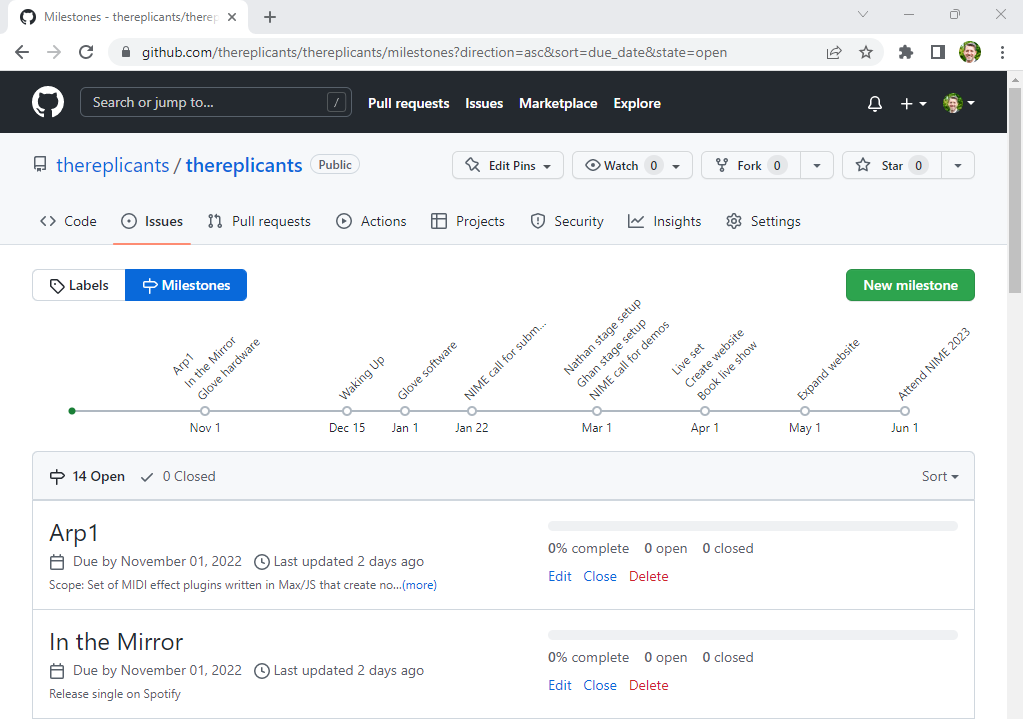 Milestones - thereplicants/therep
github.com/thereplicants/thereplicants/milestones?direction=asc&sort=due_date&state=open
Search or jump to... / Pull requests Issues Marketplace Explore
thereplicants / thereplicants Public Edit Pins Watch 0 Fork 0 Star 0
Code Issues Pull requests Actions Projects Security Insights Settings
Labels Milestones New milestone
Arp1
In the Mirror
Glove hardware
Waking Up
Glove software
NIME call for subm...
Nathan stage setup
Ghan stage setup
NIME call for demos
Live set
Create website
Book live show
Expand website
Attend NIME 2023
Nov 1 Dec 15 Jan 1 Jan 22 Mar 1 Apr 1 May 1 Jun 1
14 Open 0 Closed Sort
Arp1
Due by November 01, 2022 Last updated 2 days ago
Scope: Set of MIDI effect plugins written in Max/JS that create no...(more)
0% complete 0 open 0 closed
Edit Close Delete
In the Mirror
Due by November 01, 2022 Last updated 2 days ago
Release single on Spotify
0% complete 0 open 0 closed
Edit Close Delete